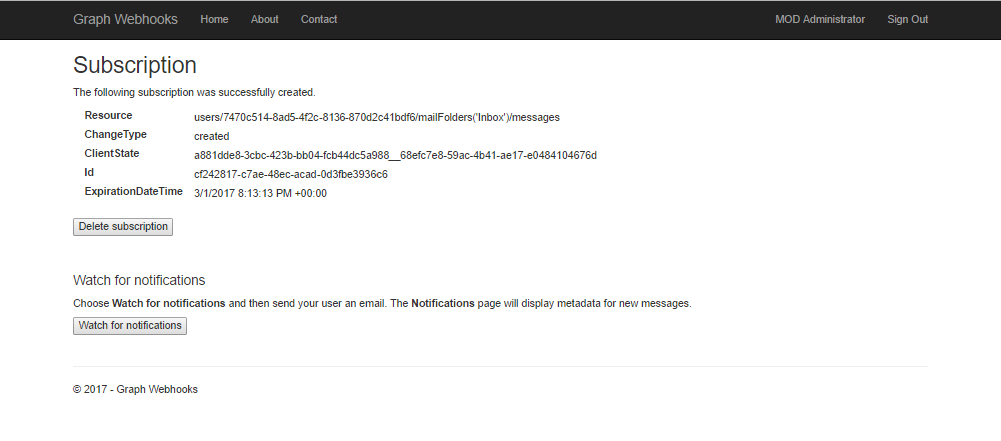 Graph Webhooks Home About Contact MOD Administrator Sign Out
Subscription
The following subscription was successfully created.
Resource users/7470c514-8ad5-4f2c-8136-870d2c41bdf6/mailFolders('Inbox')/messages
ChangeType created
ClientState a881dde8-3cbc-423b-bb04-fcb44dc5a988__68efc7e8-59ac-4b41-ae17-e0484104676d
Id cf242817-c7ae-48ec-acad-0d3fbe3936c6
ExpirationDateTime 3/1/2017 8:13:13 PM +00:00
Delete subscription
Watch for notifications
Choose Watch for notifications and then send your user an email. The Notifications page will display metadata for new messages.
Watch for notifications
© 2017 - Graph Webhooks